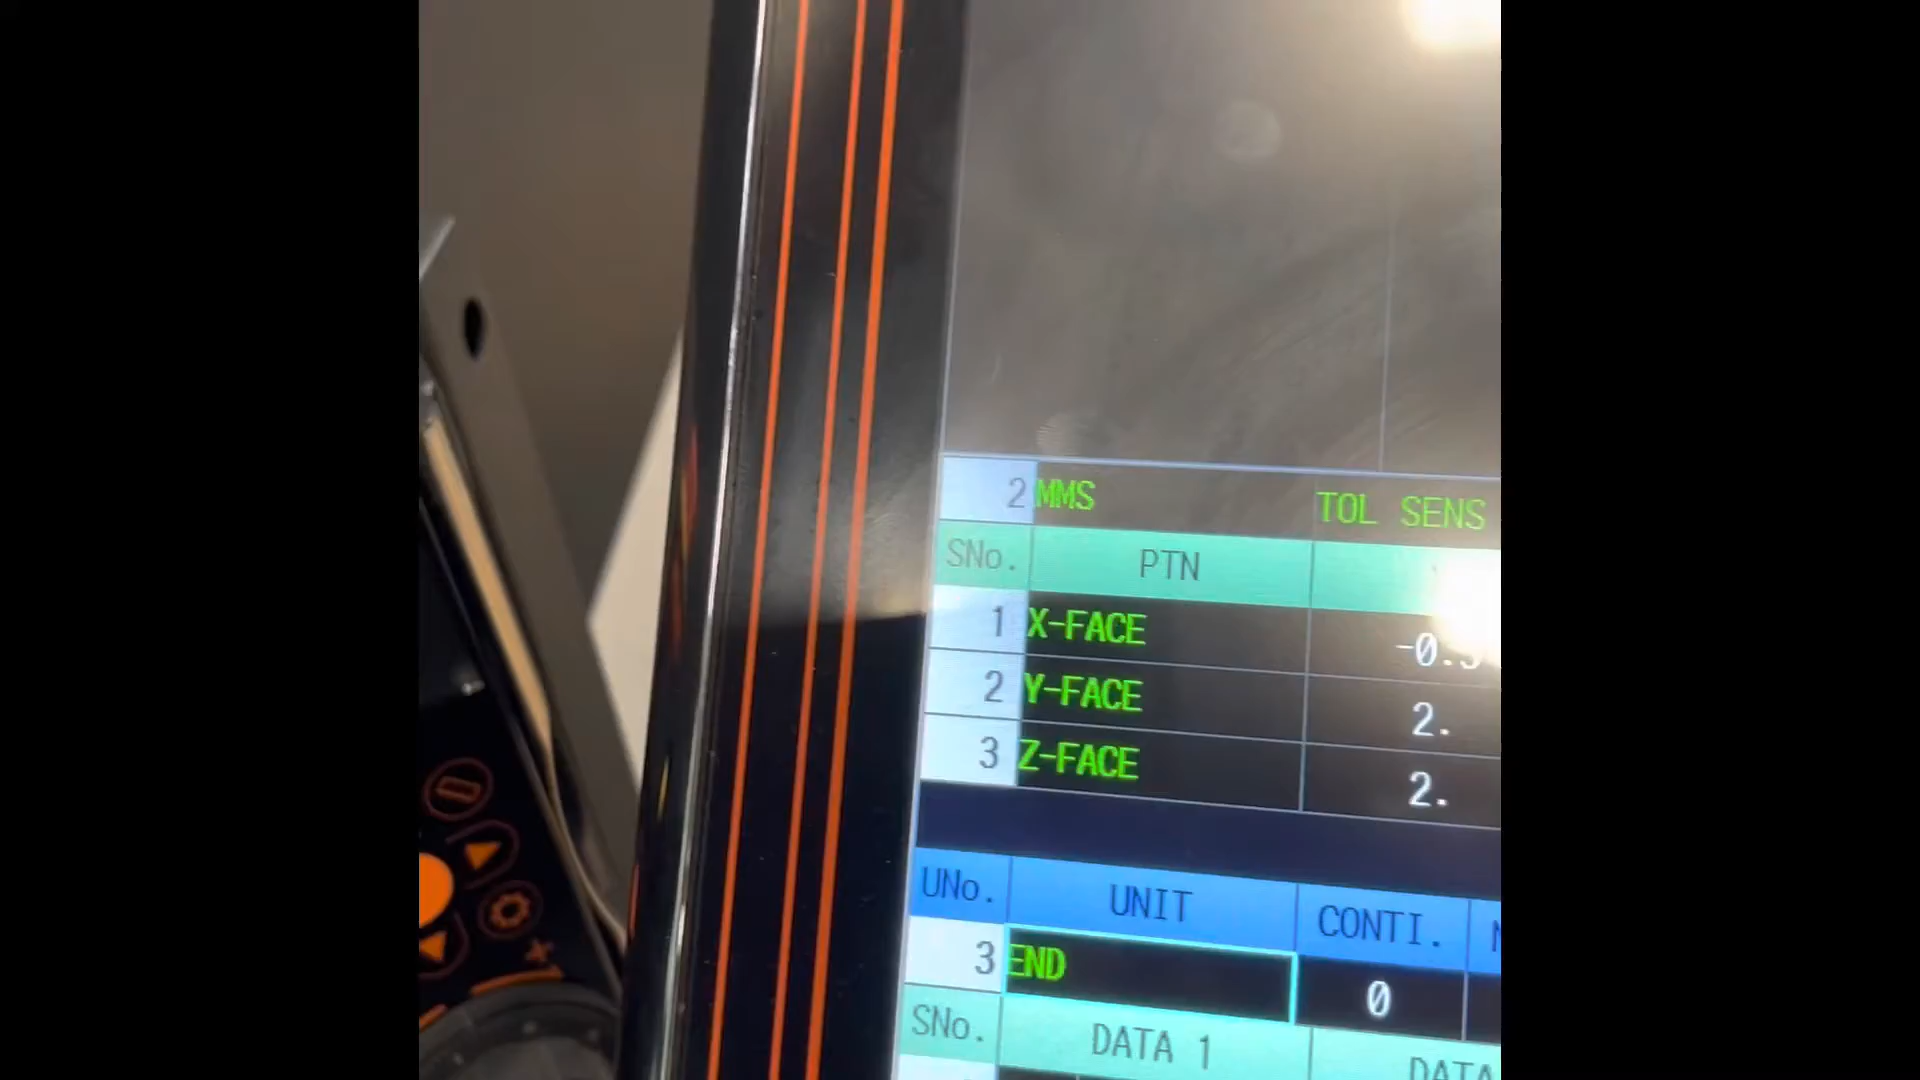 2 MMS TOL SENS
SNo. PTN
1 X-FACE
2 Y-FACE 2.
3 Z-FACE 2.
UNo. UNIT CONTI.
3 END 0
SNo. DATA 1